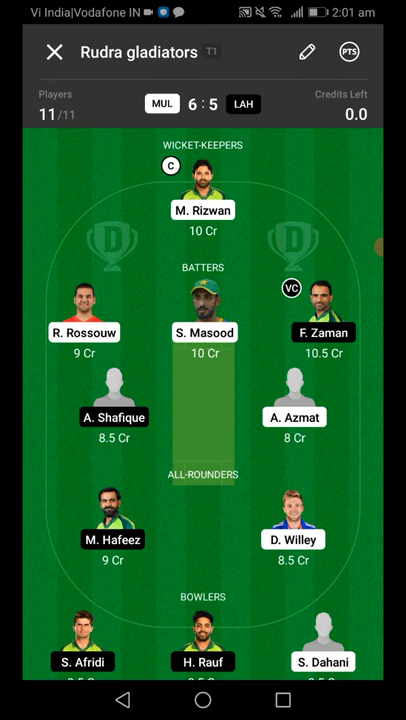 Vi India|Vodafone IN 2:01 am
Rudra gladiators T1 PTS
Players Credits Left
11/11 MUL 6 : 5 LAH 0.0
WICKET-KEEPERS
C
M. Rizwan
10 Cr
D D
BATTERS
VC
R. Rossouw S. Masood F. Zaman
9 Cr 10 Cr 10.5 Cr
A. Shafique A. Azmat
8.5 Cr 8 Cr
ALL-ROUNDERS
M. Hafeez D. Willey
9 Cr 8.5 Cr
BOWLERS
S. Afridi H. Rauf S. Dahani